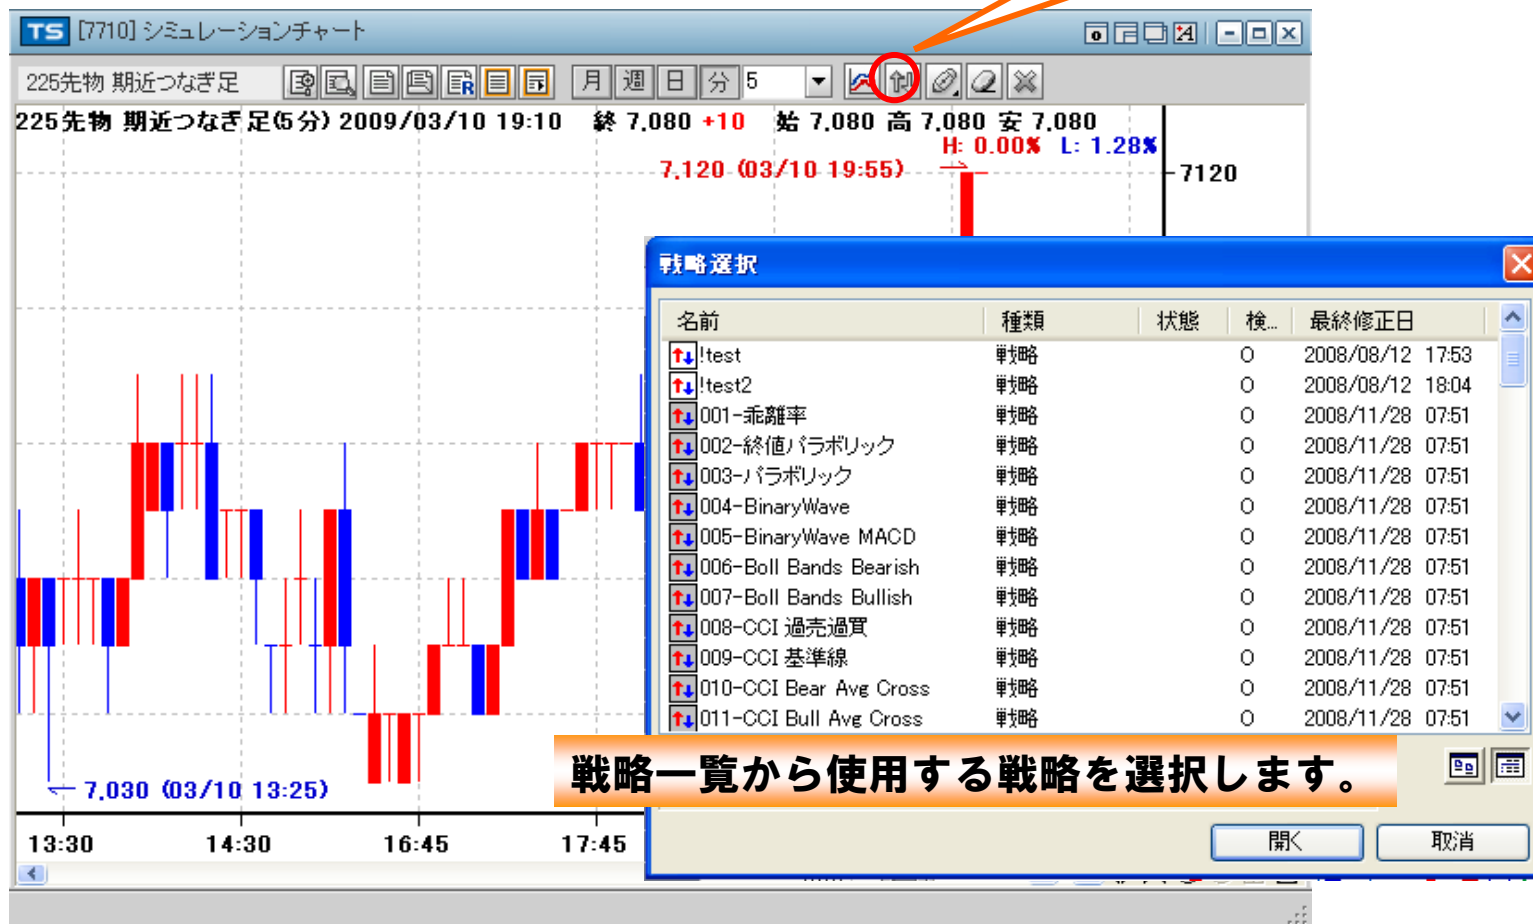 TS [7710] シミュレーションチャート
225先物 期近つなぎ足 月 週 日 分 5
225先物 期近つなぎ足(5分) 2009/03/10 19:10 終 7,080 +10 始 7,080 高 7,080 安 7,080
H: 0.00% L: 1.28%
7,120 (03/10 19:55)
7120
戦略選択
名前 種類 状態 検... 最終修正日
!test 戦略 O 2008/08/12 17:53
!test2 戦略 O 2008/08/12 18:04
001-乖離率 戦略 O 2008/11/28 07:51
002-終値パラボリック 戦略 O 2008/11/28 07:51
003-パラボリック 戦略 O 2008/11/28 07:51
004-BinaryWave 戦略 O 2008/11/28 07:51
005-BinaryWave MACD 戦略 O 2008/11/28 07:51
006-Boll Bands Bearish 戦略 O 2008/11/28 07:51
007-Boll Bands Bullish 戦略 O 2008/11/28 07:51
008-CCI 過売過買 戦略 O 2008/11/28 07:51
009-CCI 基準線 戦略 O 2008/11/28 07:51
010-CCI Bear Avg Cross 戦略 O 2008/11/28 07:51
011-CCI Bull Avg Cross 戦略 O 2008/11/28 07:51
戦略一覧から使用する戦略を選択します。
7,030 (03/10 13:25)
開く 取消
13:30 14:30 16:45 17:45